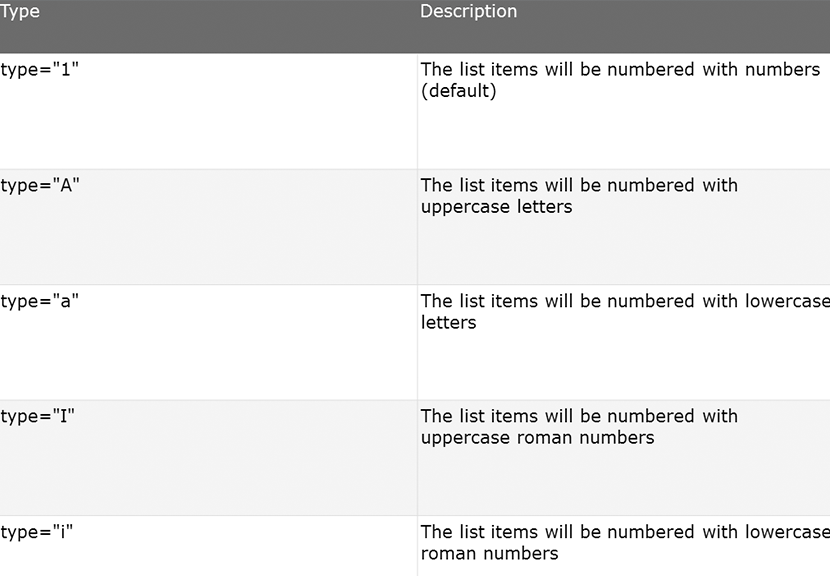 Type Description
type="1" The list items will be numbered with numbers
(default)
type="A" The list items will be numbered with
uppercase letters
type="a" The list items will be numbered with lowercase
letters
type="I" The list items will be numbered with
uppercase roman numbers
type="i" The list items will be numbered with lowercase
roman numbers